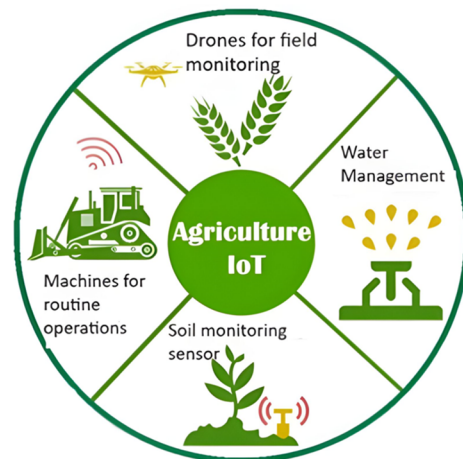 Drones for field
monitoring
Water
Management
Agriculture
IoT
Machines for
routine
operations
Soil monitoring
sensor